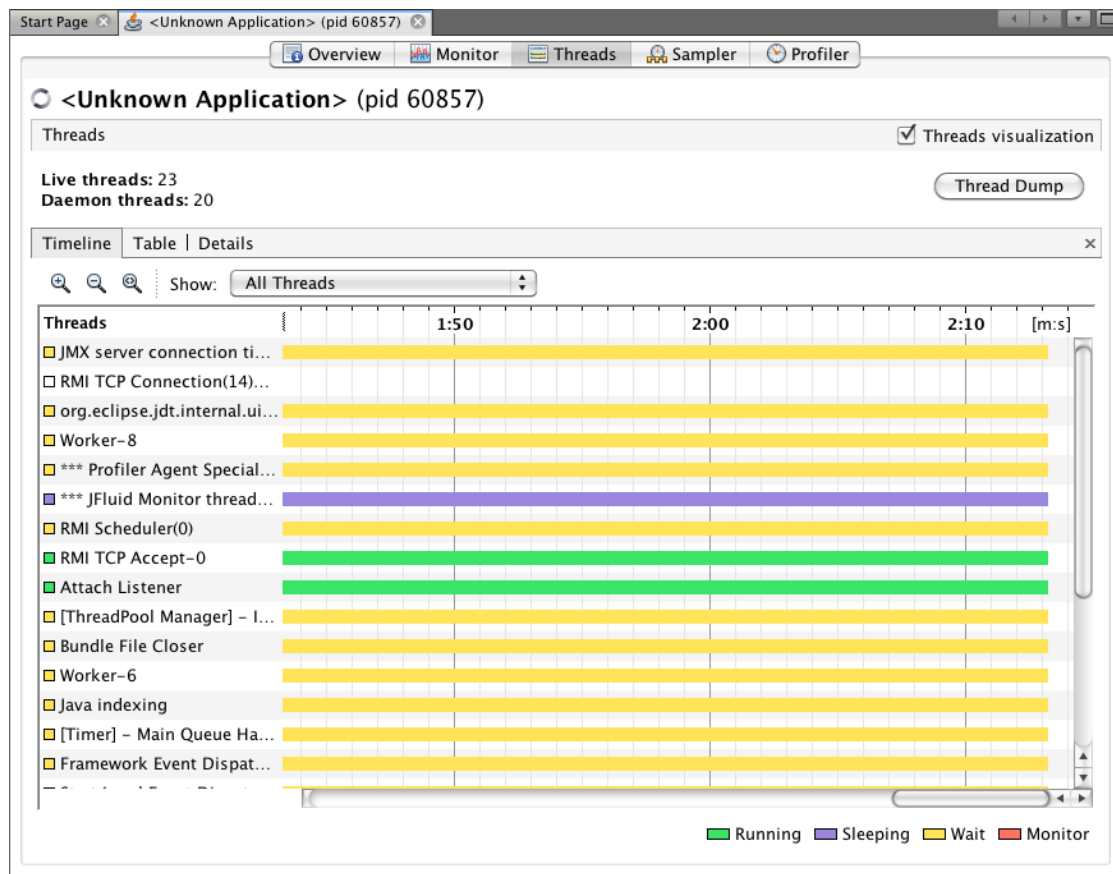 Start Page <Unknown Application> (pid 60857)
Overview Monitor Threads Sampler Profiler
<Unknown Application> (pid 60857)
Threads Threads visualization
Live threads: 23
Daemon threads: 20
Thread Dump
Timeline Table Details
Show: All Threads
Threads 1:50 2:00 2:10 [m:s]
JMX server connection ti...
RMI TCP Connection(14)...
org.eclipse.jdt.internal.ui...
Worker-8
*** Profiler Agent Special...
*** JFluid Monitor thread...
RMI Scheduler(0)
RMI TCP Accept-0
Attach Listener
[ThreadPool Manager] - I...
Bundle File Closer
Worker-6
Java indexing
[Timer] - Main Queue Ha...
Framework Event Dispat...
Running Sleeping Wait Monitor